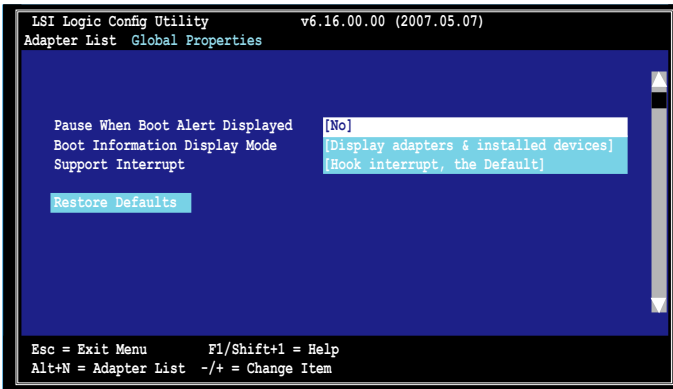 LSI Logic Config Utility v6.16.00.00 (2007.05.07)
Adapter List Global Properties
Pause When Boot Alert Displayed [No]
Boot Information Display Mode [Display adapters & installed devices]
Support Interrupt [Hook interrupt, the Default]
Restore Defaults
Esc = Exit Menu F1/Shift+1 = Help
Alt+N = Adapter List -/+ = Change Item